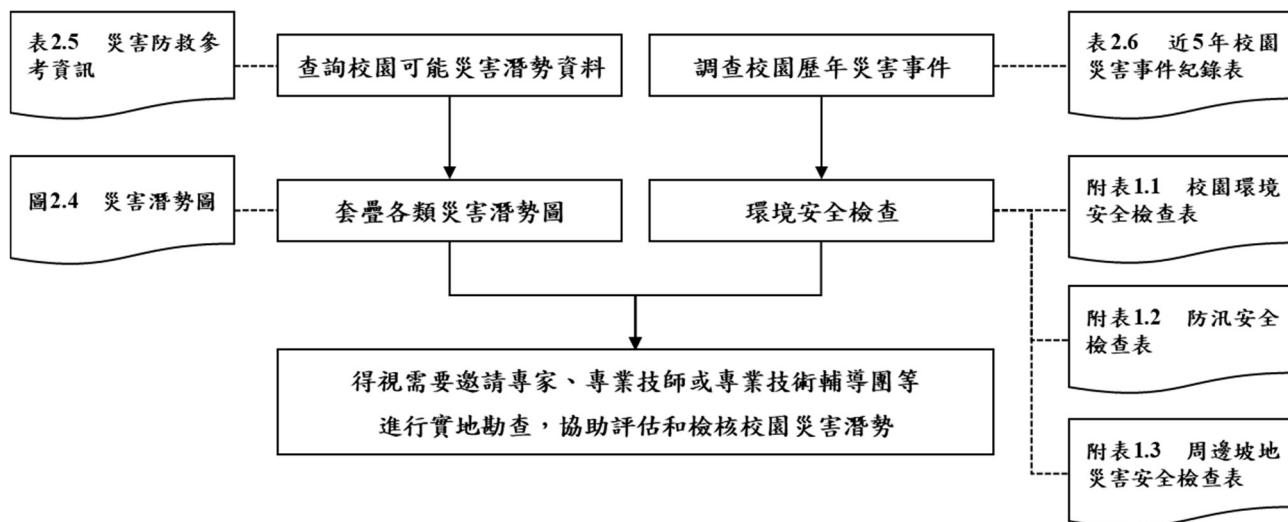 表2.5　災害防救參
考資訊
查詢校園可能災害潛勢資料
調查校園歷年災害事件
表2.6　近5年校園
災害事件紀錄表
圖2.4　災害潛勢圖
套疊各類災害潛勢圖
環境安全檢查
附表1.1　校園環境
安全檢查表
附表1.2　防汛安全
檢查表
得視需要邀請專家、專業技師或專業技術輔導團等
進行實地勘查，協助評估和檢核校園災害潛勢
附表1.3　周邊坡地
災害安全檢查表